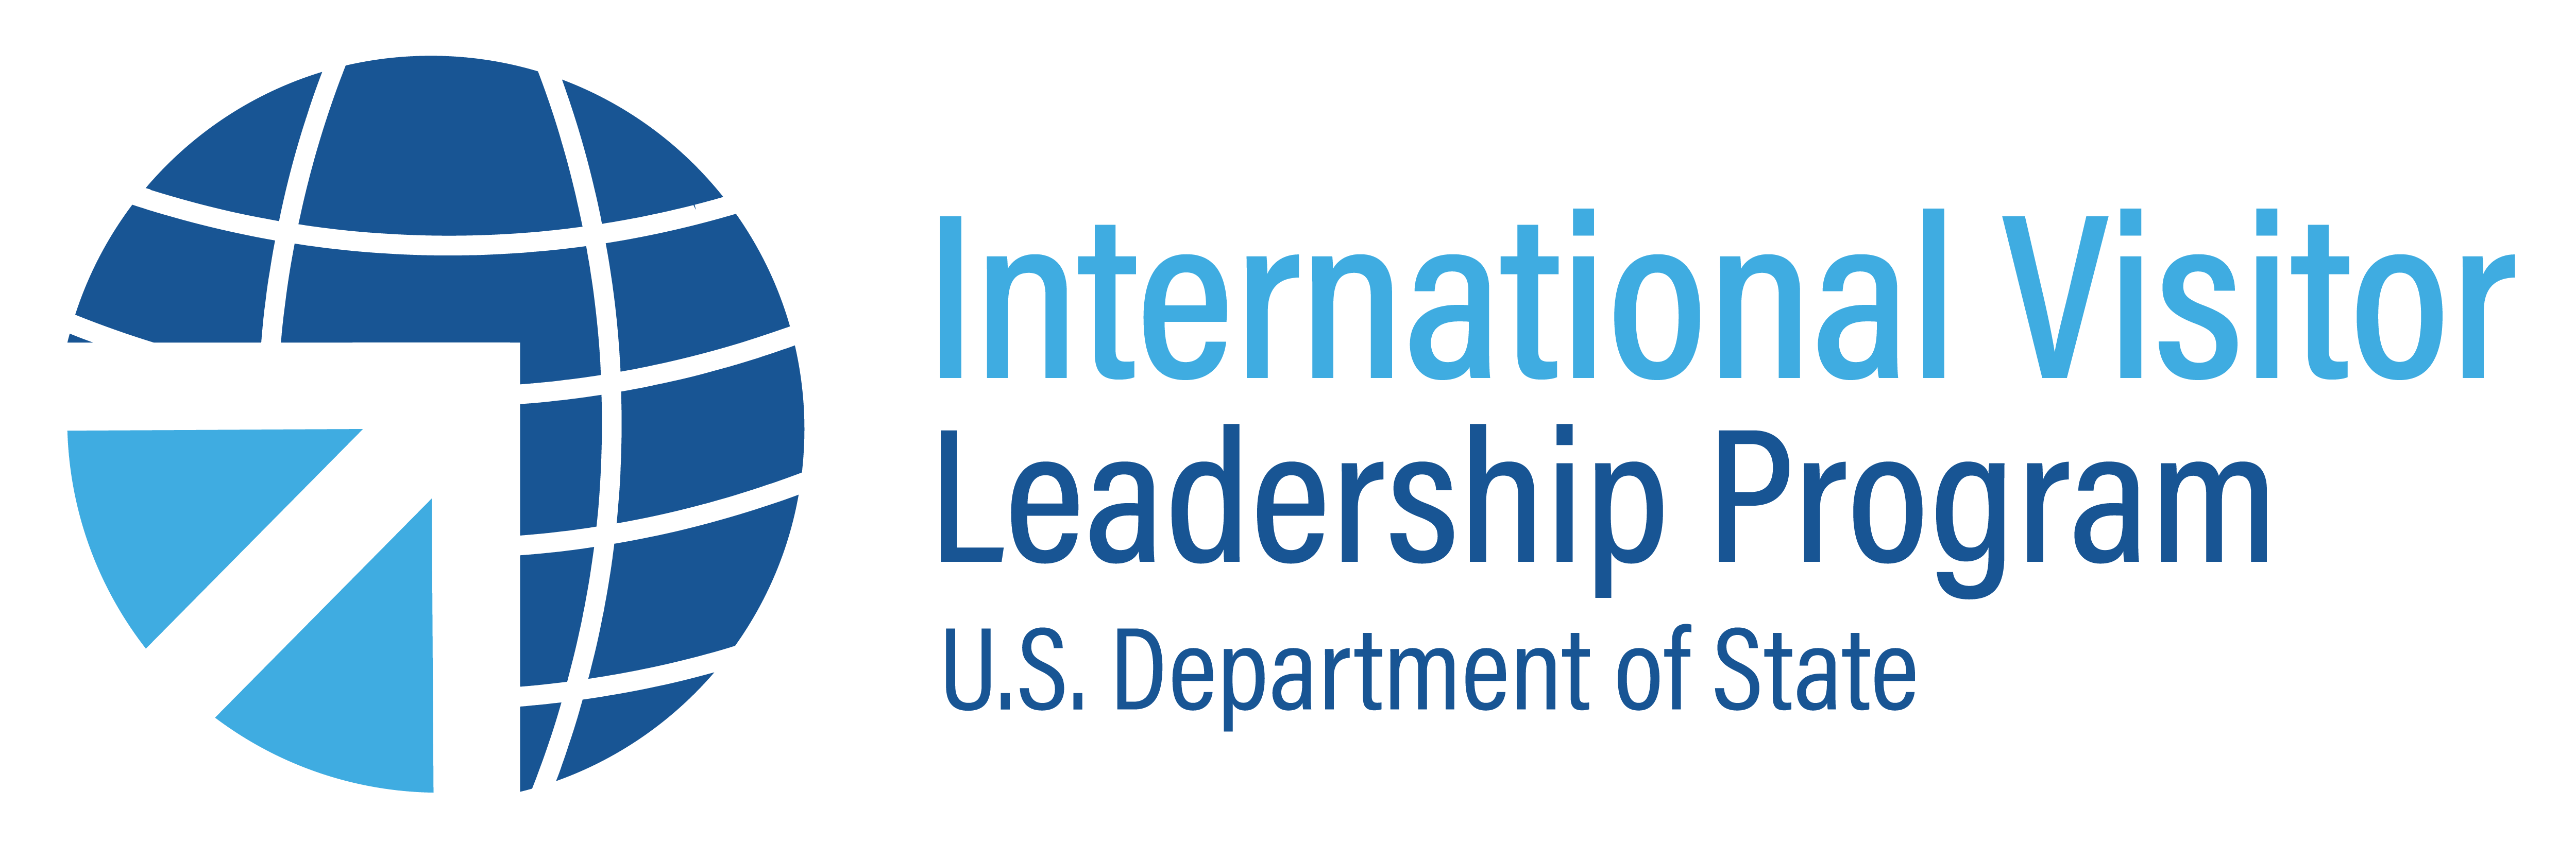 International Visitor
Leadership Program
U.S. Department of State